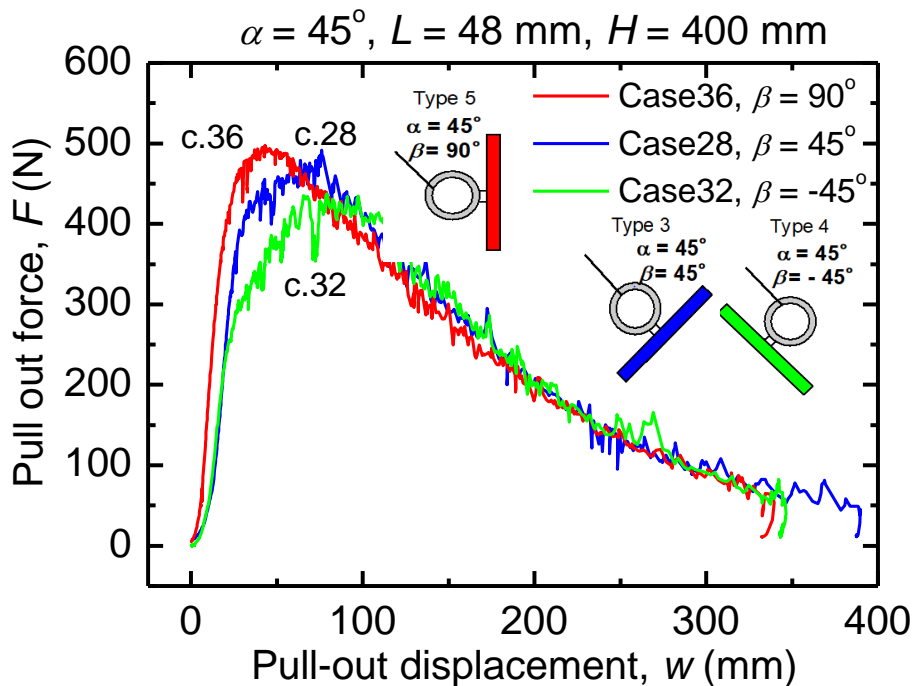 α = 45°, L = 48 mm, H = 400 mm
600
500
400
300
200
100
0
Pull out force, F (N)
c.36
c.28
c.32
Type 5
α = 45°
β= 90°
Case36, β = 90°
Case28, β = 45°
Case32, β = -45°
Type 3
α = 45°
β= 45°
Type 4
α = 45°
β= - 45°
0
100
200
300
400
Pull-out displacement, w (mm)